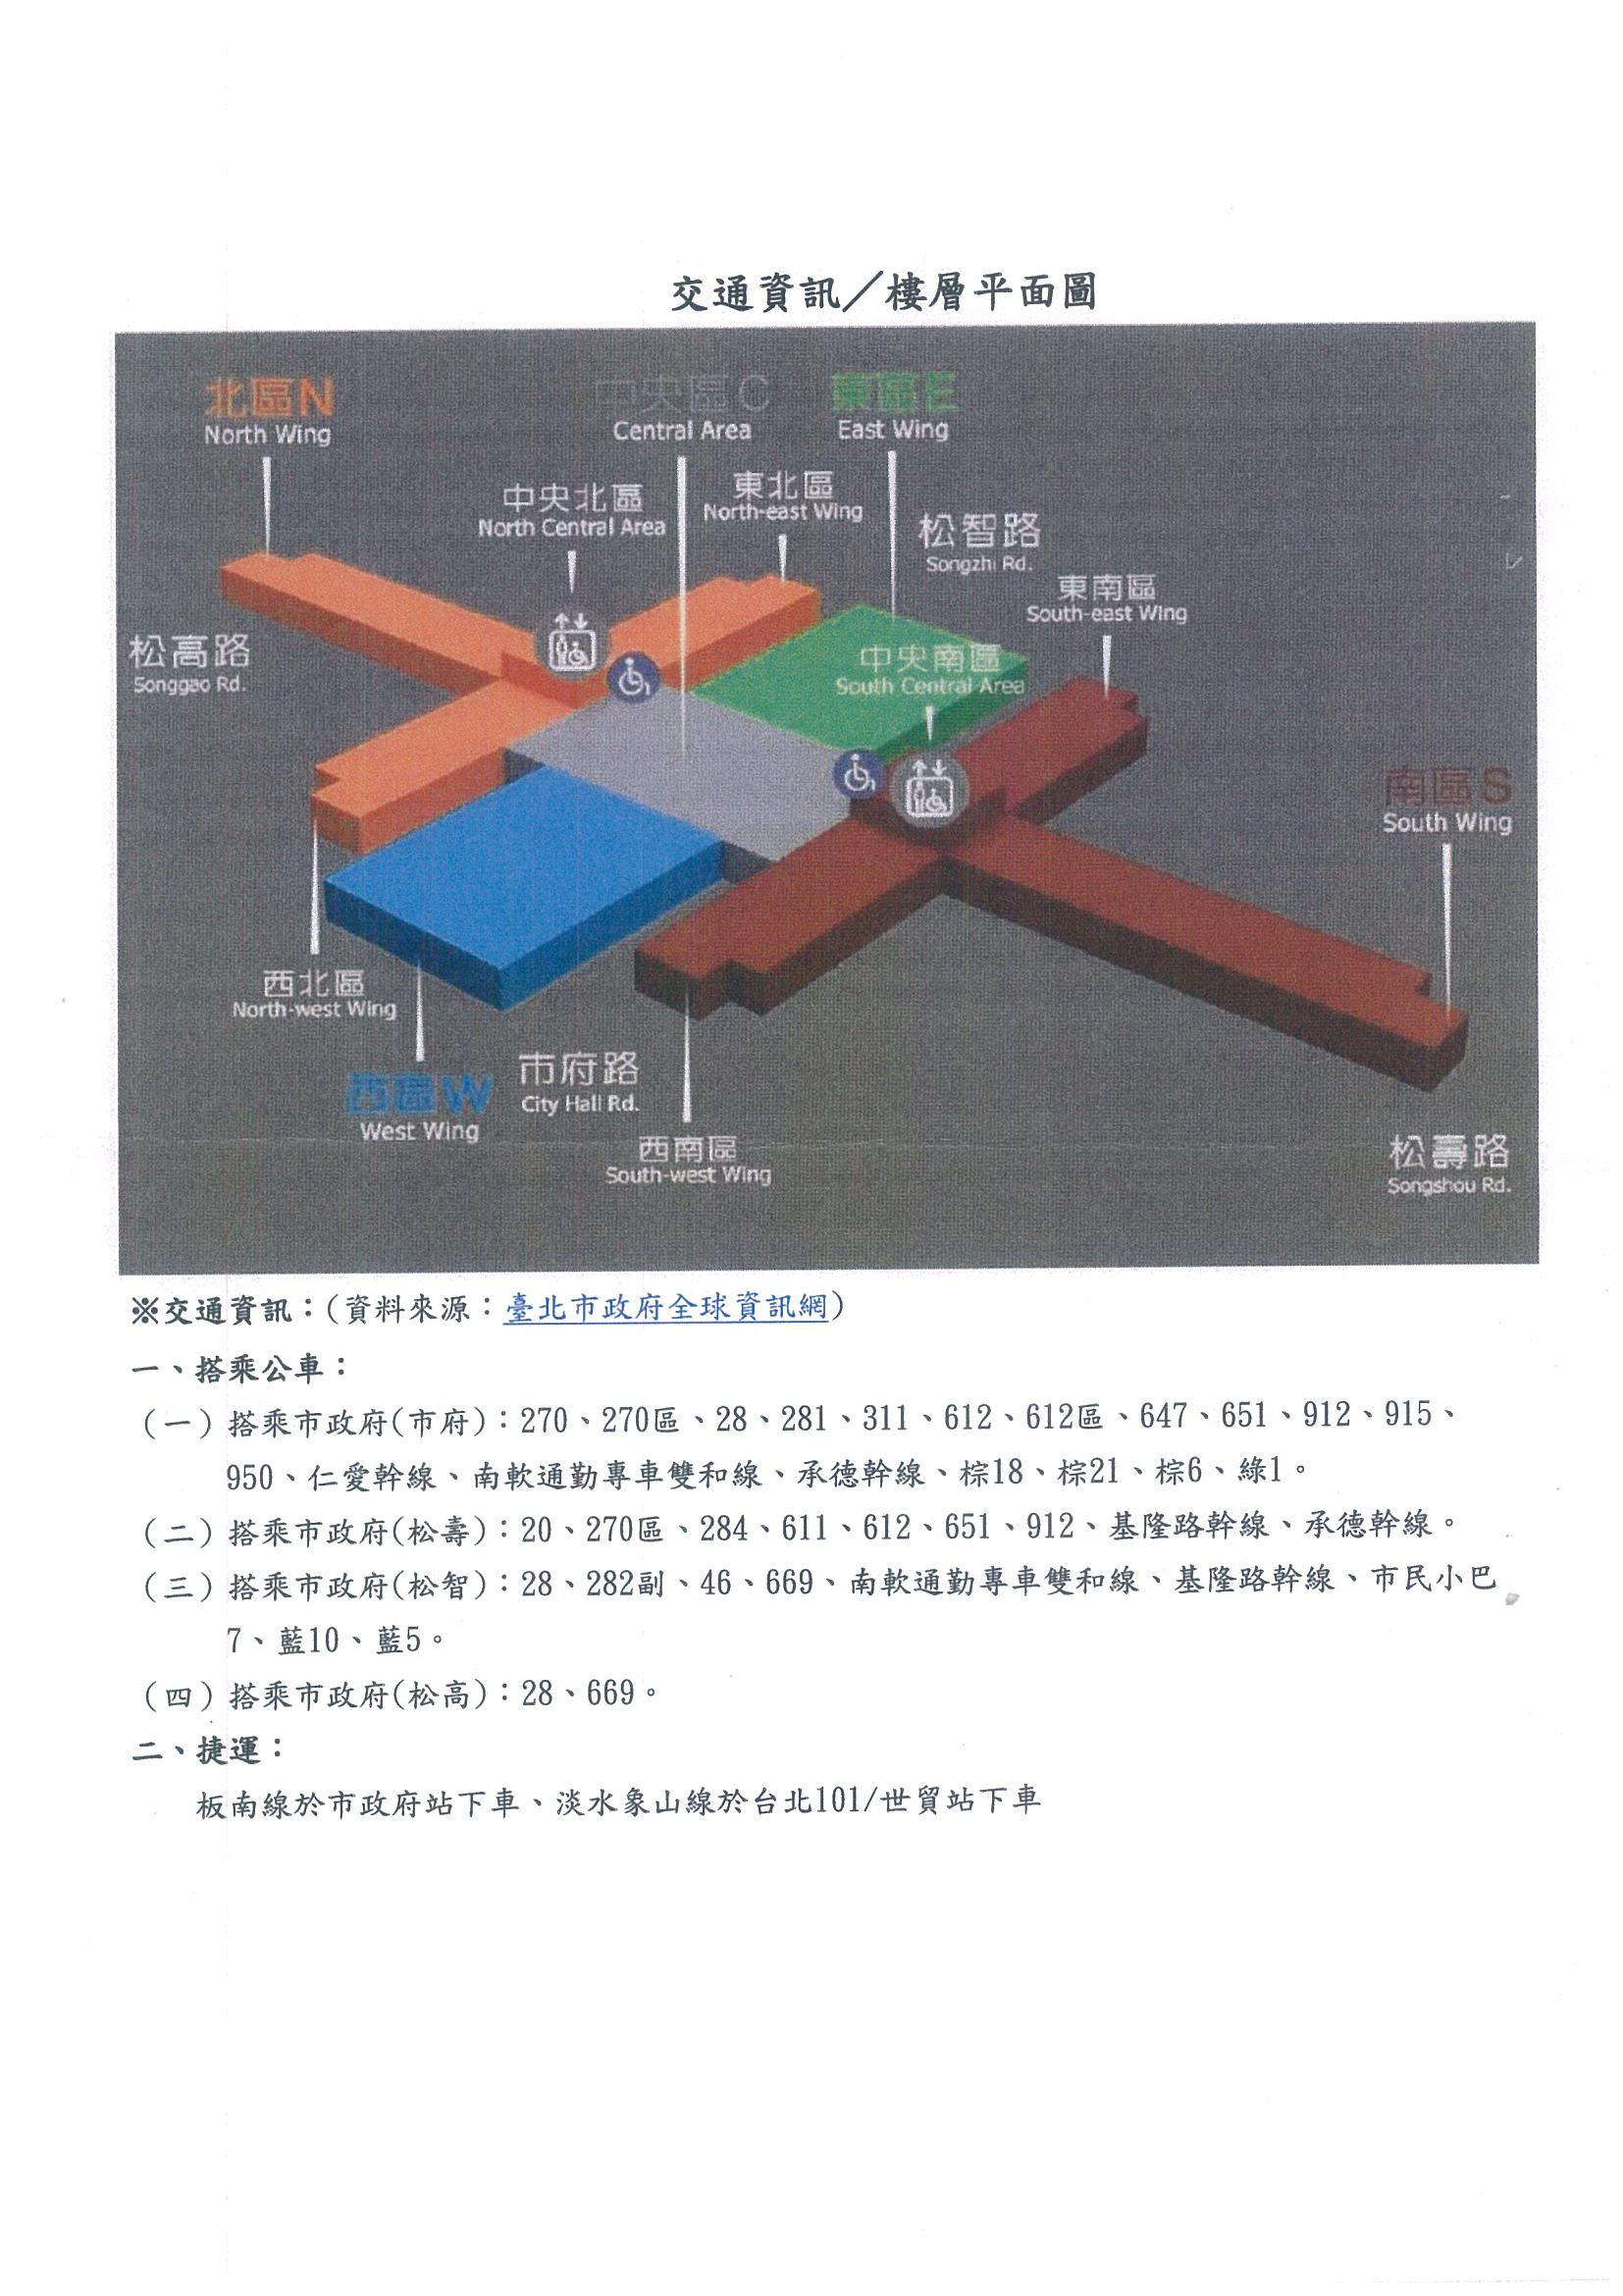 交通資訊／樓層平面圖
北區N
North Wing
中央區C
Central Area
東區E
East Wing
中央北區
North Central Area
東北區
North-east Wing
松智路
Songzhi Rd.
東南區
South-east Wing
松高路
Songgao Rd.
中央南區
South Central Area
南區S
South Wing
西北區
North-west Wing
西區W
West Wing
市府路
City Hall Rd.
西南區
South-west Wing
松壽路
Songshou Rd.
※交通資訊：(資料來源：臺北市政府全球資訊網)
一、搭乘公車：
(一)搭乘市政府(市府)：270、270區、28、281、311、612、612區、647、651、912、915、
950、仁愛幹線、南軟通勤專車雙和線、承德幹線、棕18、棕21、棕6、綠1。
(二)搭乘市政府(松壽)：20、270區、284、611、612、651、912、基隆路幹線、承德幹線。
(三)搭乘市政府(松智)：28、282副、46、669、南軟通勤專車雙和線、基隆路幹線、市民小巴
7、藍10、藍5。
(四)搭乘市政府(松高)：28、669。
二、捷運：
板南線於市政府站下車、淡水象山線於台北101/世貿站下車